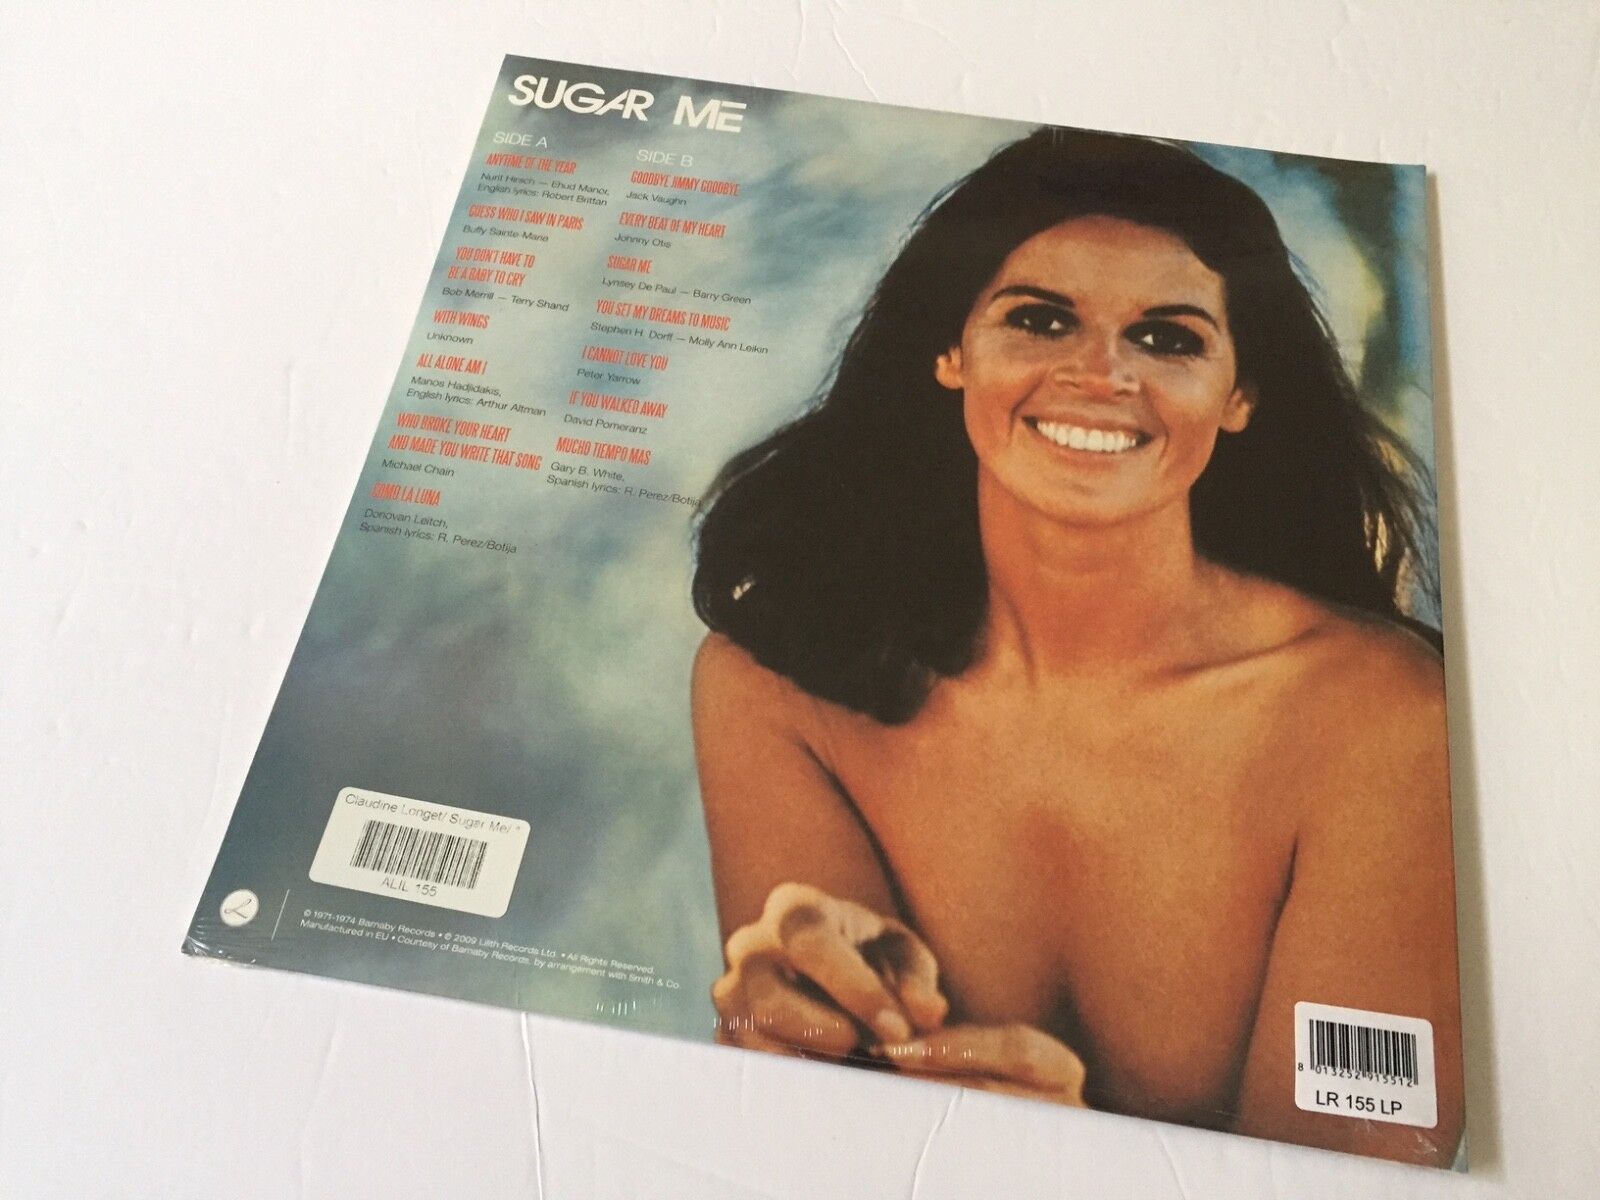 SUGAR ME
SIDE A
ANYTIME OF THE YEAR
Nurit Hirsch — Ehud Manor,
English lyrics: Robert Brittan
GUESS WHO I SAW IN PARIS
Buffy Sainte-Marie
YOU DON'T HAVE TO
BE A BABY TO CRY
Bob Merrill — Terry Shand
WITH WINGS
Unknown
ALL ALONE AM I
Manos Hadjidakis,
English lyrics: Arthur Altman
WHO BROKE YOUR HEART
AND MADE YOU WRITE THAT SONG
Michael Chain
COMO LA LUNA
Donovan Leitch,
Spanish lyrics: R. Perez/Botija
SIDE B
GOODBYE JIMMY GOODBYE
Jack Vaughn
EVERY BEAT OF MY HEART
Johnny Otis
SUGAR ME
Lynsey De Paul — Barry Green
YOU SET MY DREAMS TO MUSIC
Stephen H. Dorff — Molly Ann Leikin
I CANNOT LOVE YOU
Peter Yarrow
IF YOU WALKED AWAY
David Pomeranz
MUCHO TIEMPO MAS
Gary B. White,
Spanish lyrics: R. Perez/Botija
Claudine Longet/ Sugar Me/ *
ALIL 155
L
℗ 1971-1974 Barnaby Records • © 2009 Lilith Records Ltd. • All Rights Reserved.
Manufactured in EU • Courtesy of Barnaby Records, by arrangement with Smith & Co.
8 013252 915512
LR 155 LP